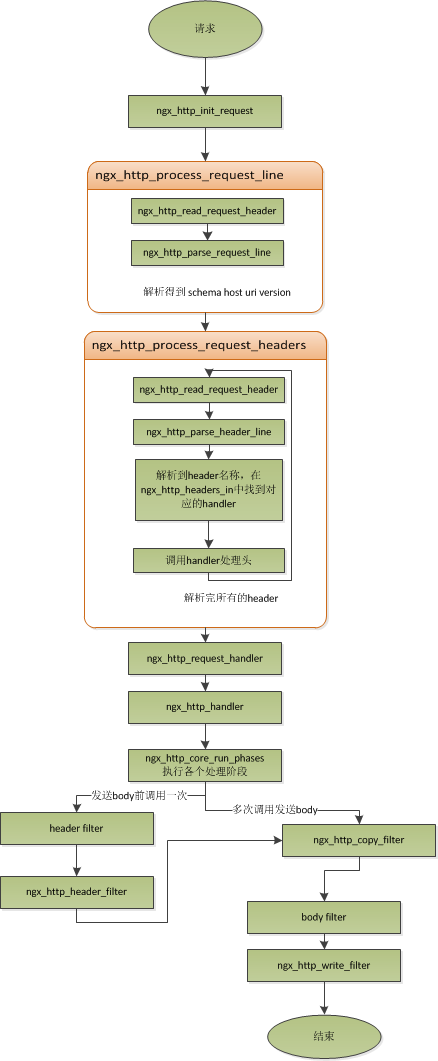 请求
ngx_http_init_request
ngx_http_process_request_line
ngx_http_read_request_header
ngx_http_parse_request_line
解析得到 schema host uri version
ngx_http_process_request_headers
ngx_http_read_request_header
ngx_http_parse_header_line
解析到header名称，在
ngx_http_headers_in中找到对
应的handler
调用handler处理头
解析完所有的header
ngx_http_request_handler
ngx_http_handler
ngx_http_core_run_phases
执行各个处理阶段
发送body前调用一次
多次调用发送body
header filter
ngx_http_copy_filter
ngx_http_header_filter
body filter
ngx_http_write_filter
结束